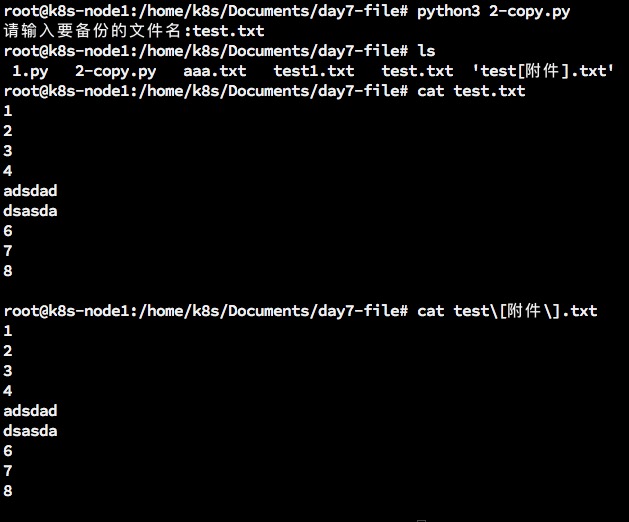 root@k8s-node1:/home/k8s/Documents/day7-file# python3 2-copy.py
请输入要备份的文件名:test.txt
root@k8s-node1:/home/k8s/Documents/day7-file# ls
1.py 2-copy.py aaa.txt test1.txt test.txt 'test[附件].txt'
root@k8s-node1:/home/k8s/Documents/day7-file# cat test.txt
1
2
3
4
adsdad
dsasda
6
7
8
root@k8s-node1:/home/k8s/Documents/day7-file# cat test\[附件\].txt
1
2
3
4
adsdad
dsasda
6
7
8